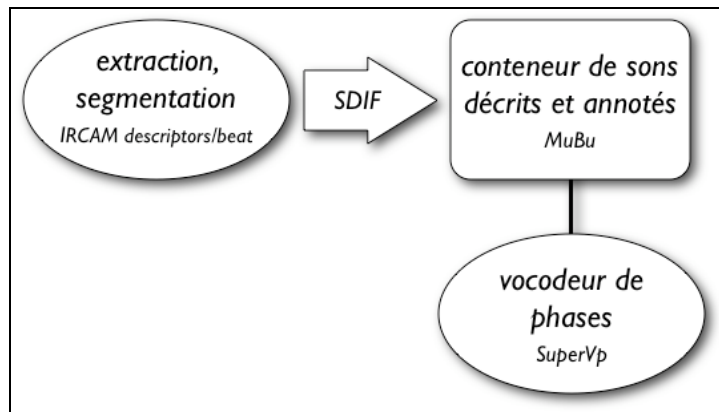 extraction,
segmentation
IRCAM descriptors/beat
SDIF
conteneur de sons
décrits et annotés
MuBu
vocodeur de
phases
SuperVp